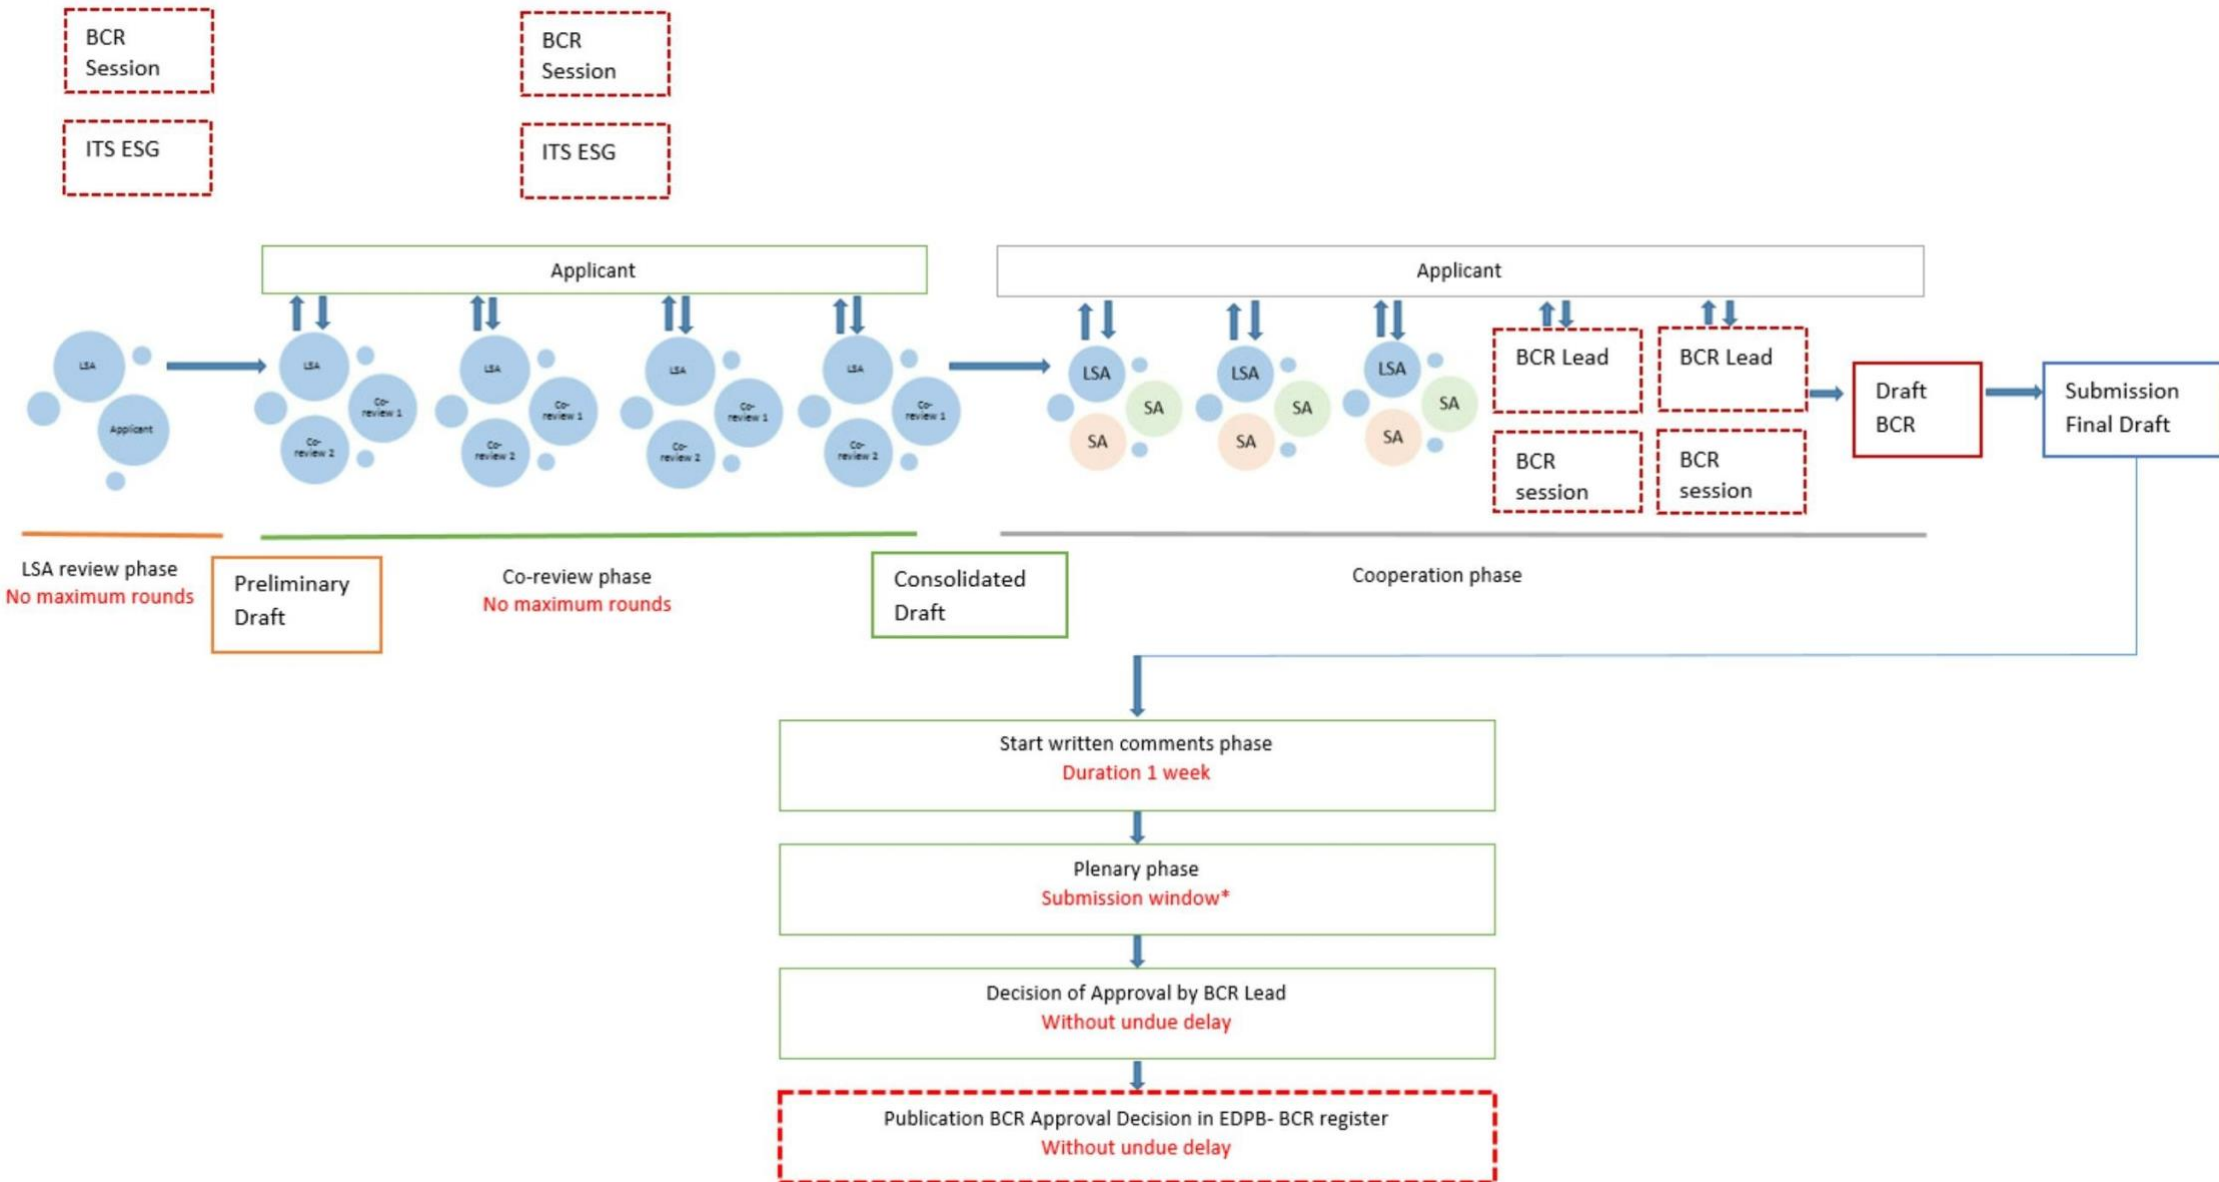 BCR
Session
BCR
Session
ITS ESG
ITS ESG
Applicant
Applicant
LSA
Applicant
LSA
Co-
review 1
Co-
review 2
LSA
Co-
review 1
Co-
review 2
LSA
Co-
review 1
Co-
review 2
LSA
Co-
review 1
Co-
review 2
LSA
SA
SA
LSA
SA
SA
LSA
SA
SA
BCR Lead
BCR
session
BCR Lead
BCR
session
Draft
BCR
Submission
Final Draft
LSA review phase
No maximum rounds
Preliminary
Draft
Co-review phase
No maximum rounds
Consolidated
Draft
Cooperation phase
Start written comments phase
Duration 1 week
Plenary phase
Submission window*
Decision of Approval by BCR Lead
Without undue delay
Publication BCR Approval Decision in EDPB- BCR register
Without undue delay